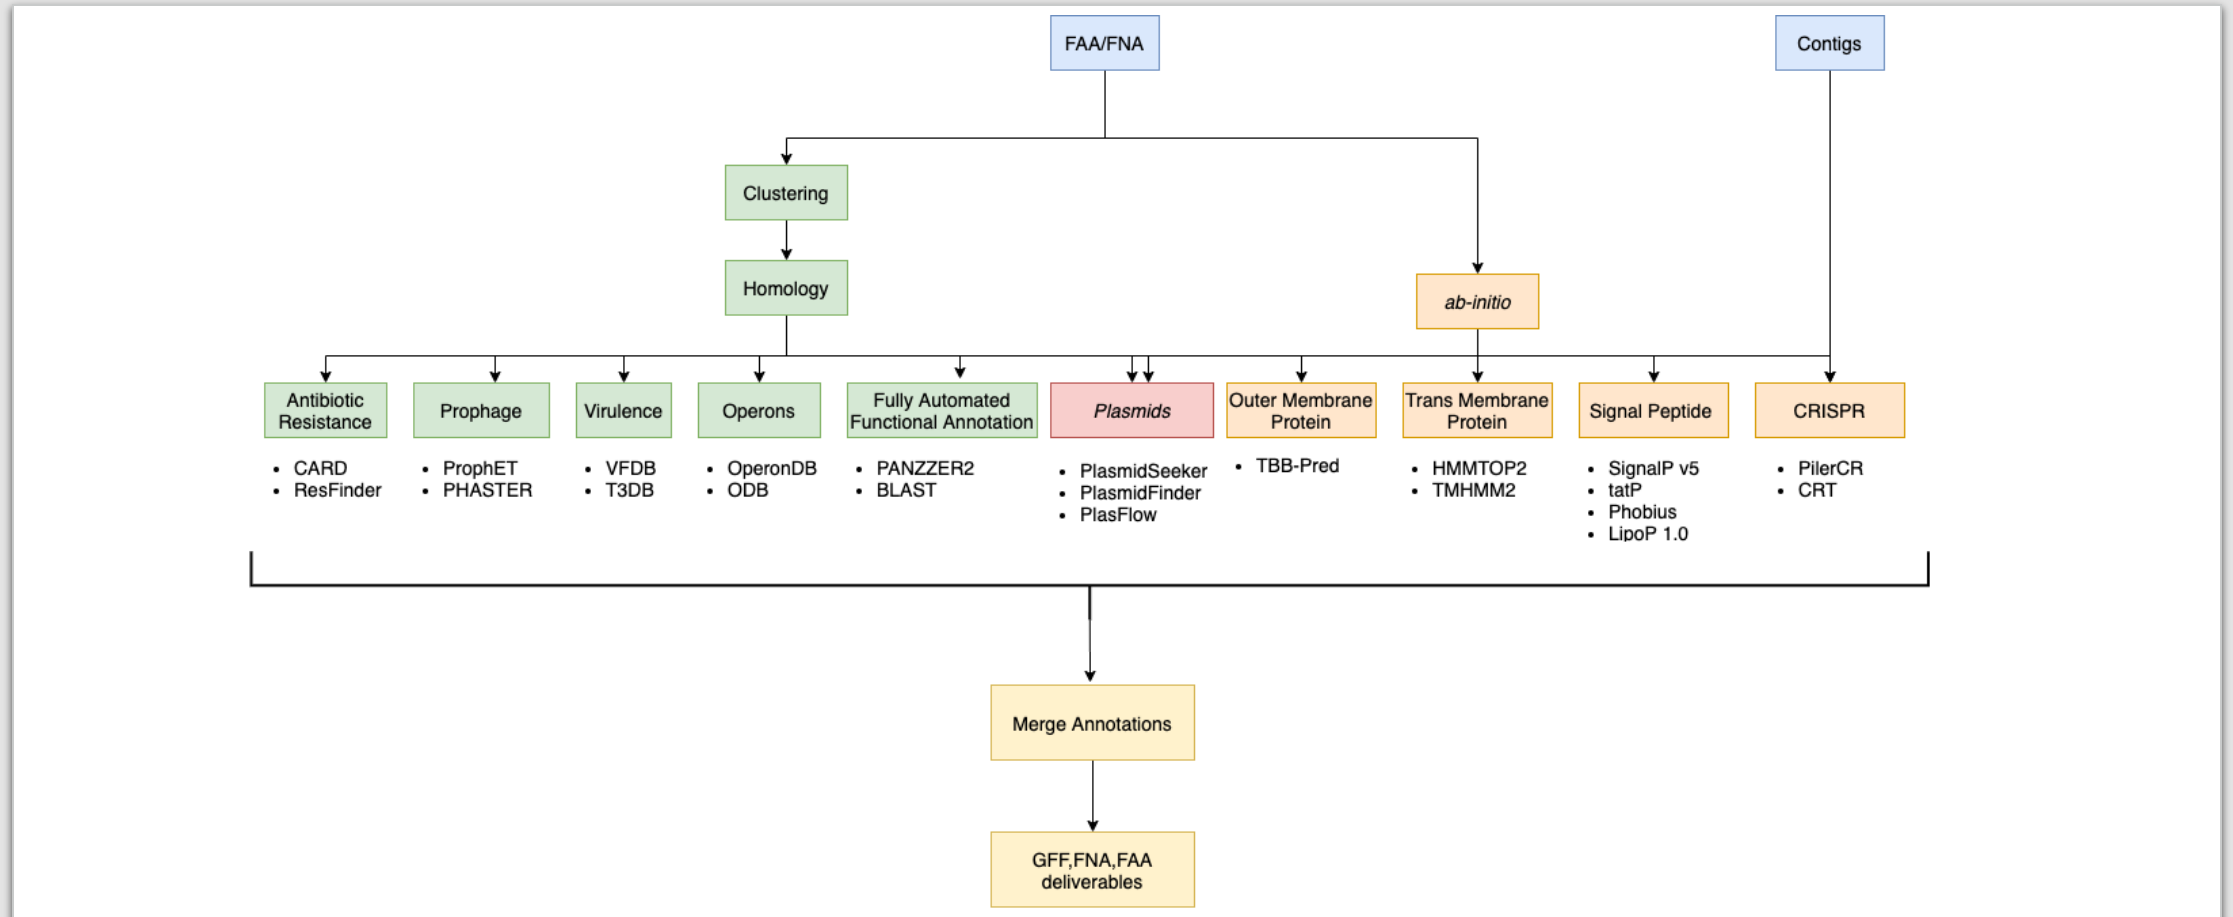 FAA/FNA
Contigs
Clustering
Homology
ab-initio
Antibiotic
Resistance
Prophage
Virulence
Operons
Fully Automated
Functional Annotation
Plasmids
Outer Membrane
Protein
Trans Membrane
Protein
Signal Peptide
CRISPR
• CARD
• ResFinder
• ProphET
• PHASTER
• VFDB
• T3DB
• OperonDB
• ODB
• PANZZER2
• BLAST
• PlasmidSeeker
• PlasmidFinder
• PlasFlow
• TBB-Pred
• HMMTOP2
• TMHMM2
• SignalP v5
• tatP
• Phobius
• LipoP 1.0
• PilerCR
• CRT
Merge Annotations
GFF,FNA,FAA
deliverables